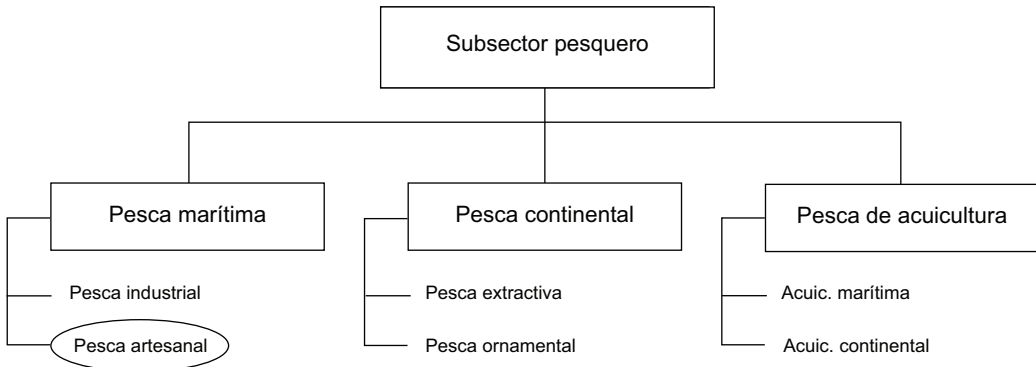 Subsector pesquero
Pesca marítima
Pesca continental
Pesca de acuicultura
Pesca industrial
Pesca extractiva
Acuic. marítima
Pesca artesanal
Pesca ornamental
Acuic. continental